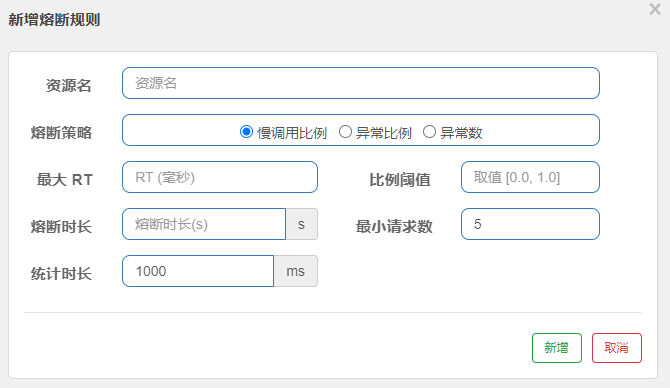 新增熔断规则
×
资源名 资源名
熔断策略 慢调用比例 异常比例 异常数
最大 RT RT (毫秒) 比例阈值 取值 [0.0, 1.0]
熔断时长 熔断时长(s) s 最小请求数 5
统计时长 1000 ms
新增 取消